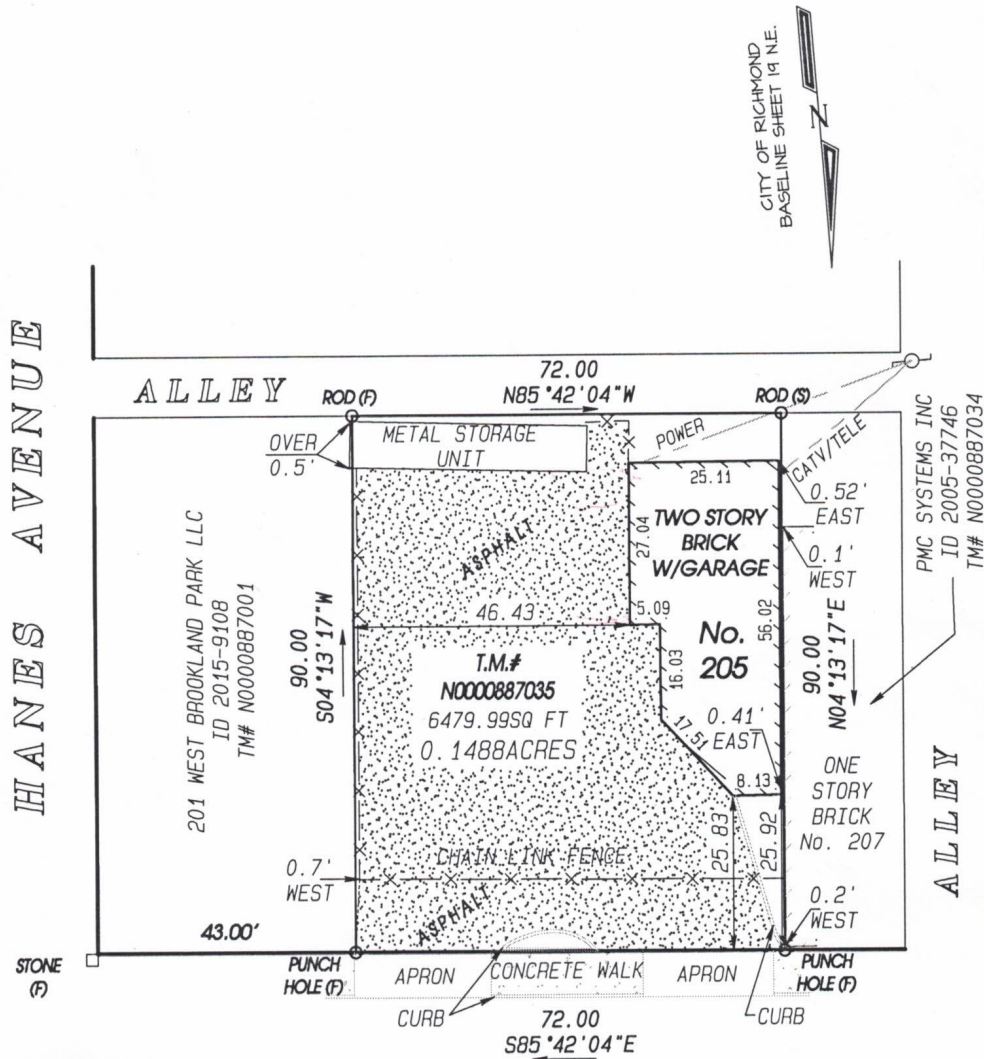 CITY OF RICHMOND
BASELINE SHEET 19 N.E.
N
HANES AVENUE
ALLEY
72.00
N85°42'04"W
ROD (F)
ROD (S)
OVER
0.5'
METAL STORAGE
UNIT
POWER
CATV/TELE
25.11
0.52'
EAST
PMC SYSTEMS INC
ID 2005-37746
TM# N0000887034
TWO STORY
BRICK
W/GARAGE
27.04
0.1'
WEST
ASPHALT
56.02
201 WEST BROOKLAND PARK LLC
ID 2015-9108
TM# N0000887001
90.00
S04°13'17"W
46.43
5.09
No.
205
90.00
N04°13'17"E
16.03
T.M.#
N0000887035
6479.99SQ FT
0.1488ACRES
0.41'
EAST
17.51
8.13
ONE
STORY
BRICK
No. 207
ALLEY
25.83
25.92
CHAIN LINK FENCE
0.7'
WEST
ASPHALT
0.2'
WEST
43.00'
STONE
(F)
PUNCH
HOLE (F)
APRON
CONCRETE WALK
APRON
PUNCH
HOLE (F)
CURB
CURB
72.00
S85°42'04"E